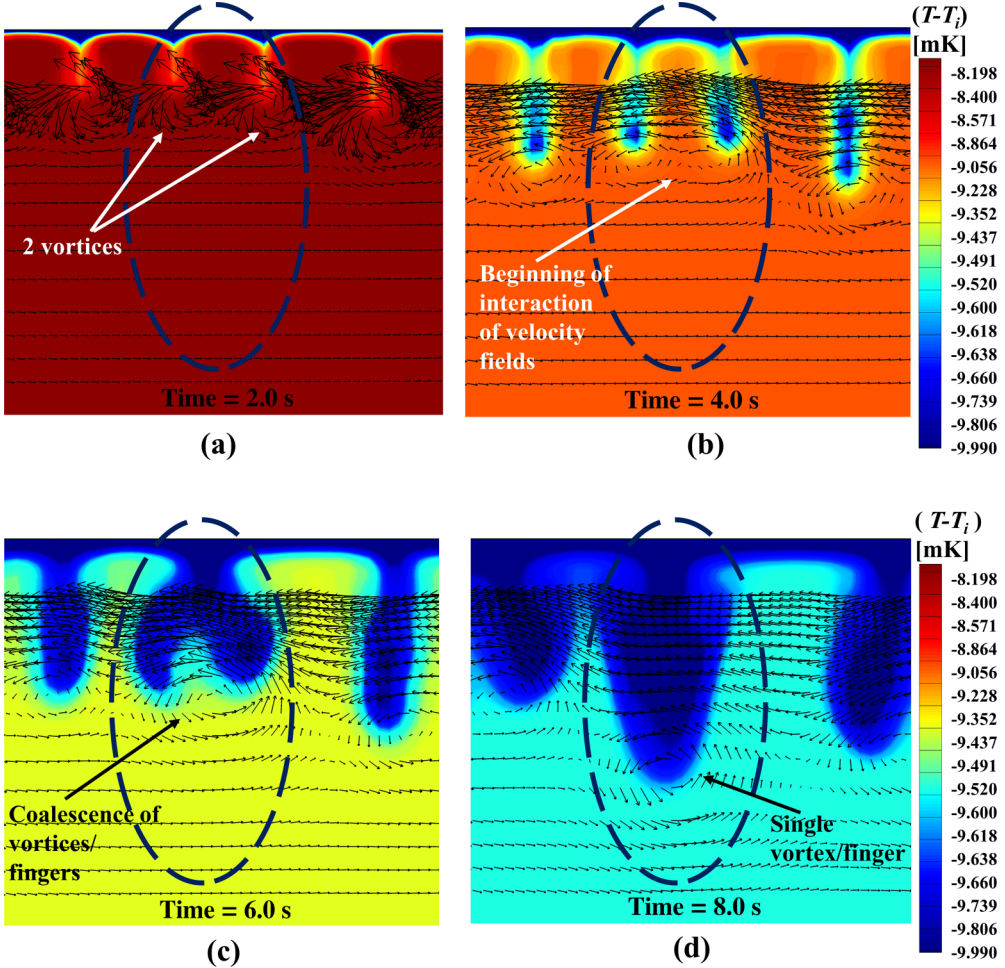 2 vortices
Time = 2.0 s
(a)
Beginning of
interaction
of velocity
fields
Time = 4.0 s
(b)
(T-Ti)
[mK]
-8.198
-8.400
-8.571
-8.664
-9.056
-9.228
-9.352
-9.437
-9.491
-9.520
-9.600
-9.618
-9.638
-9.660
-9.739
-9.806
-9.990
Coalescence of
vortices/
fingers
Time = 6.0 s
(c)
Single
vortex/finger
Time = 8.0 s
(d)
( T-Ti )
[mK]
-8.198
-8.400
-8.571
-8.664
-9.056
-9.228
-9.352
-9.437
-9.491
-9.520
-9.600
-9.618
-9.638
-9.660
-9.739
-9.806
-9.990